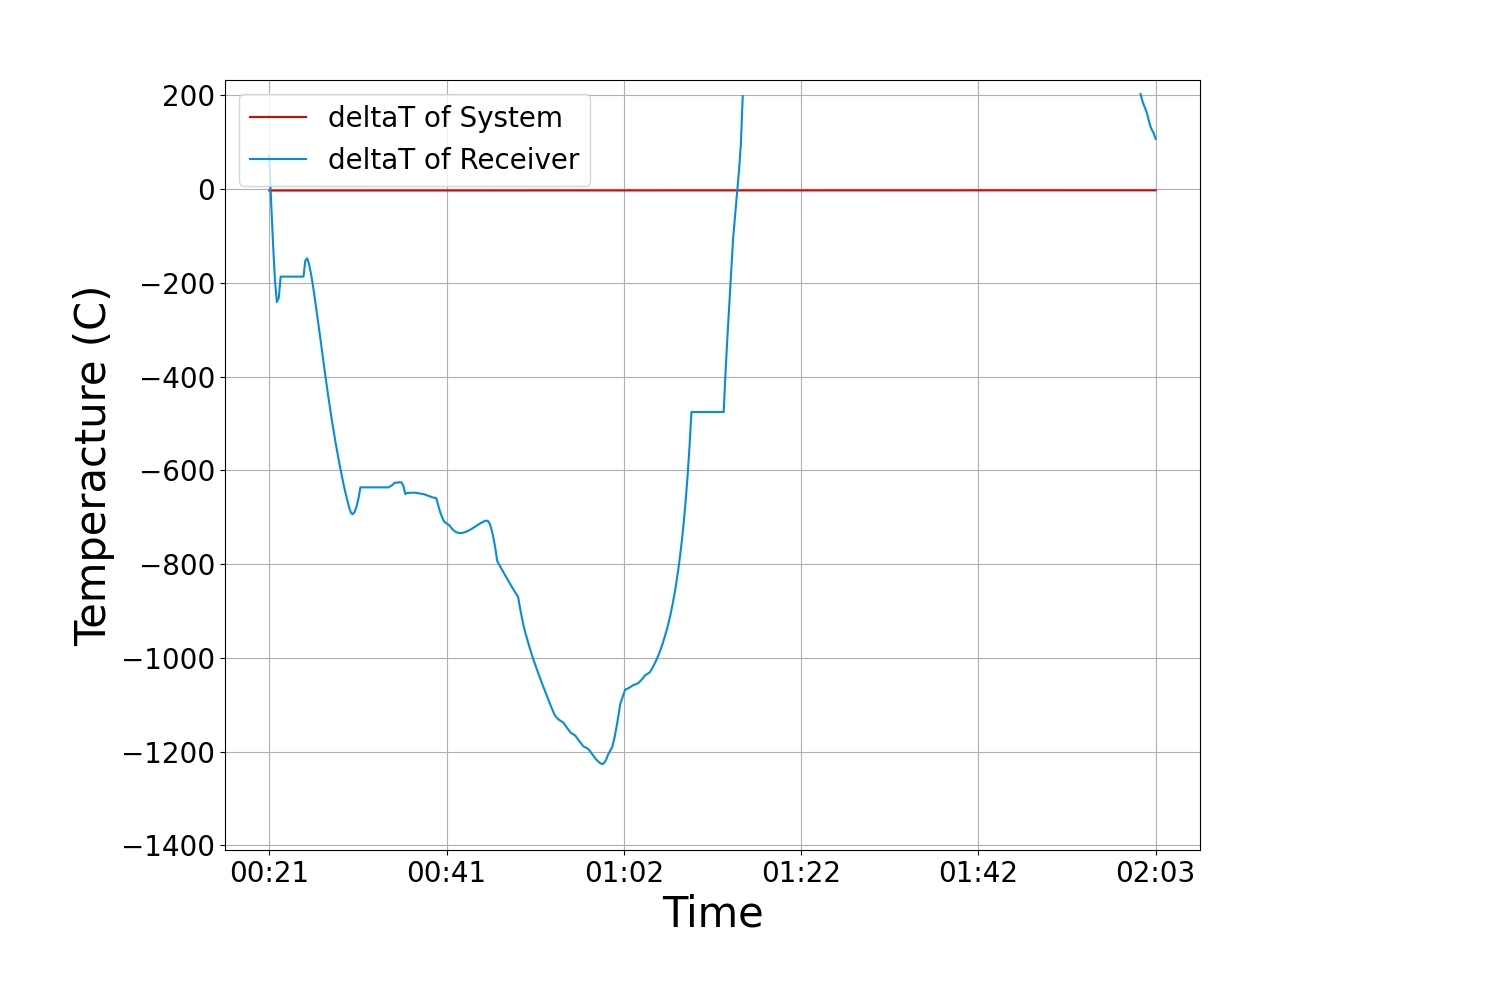 200
0
−200
−400
−600
−800
−1000
−1200
−1400
deltaT of System
deltaT of Receiver
Temperacture (C)
00:21 00:41 01:02 01:22 01:42 02:03
Time